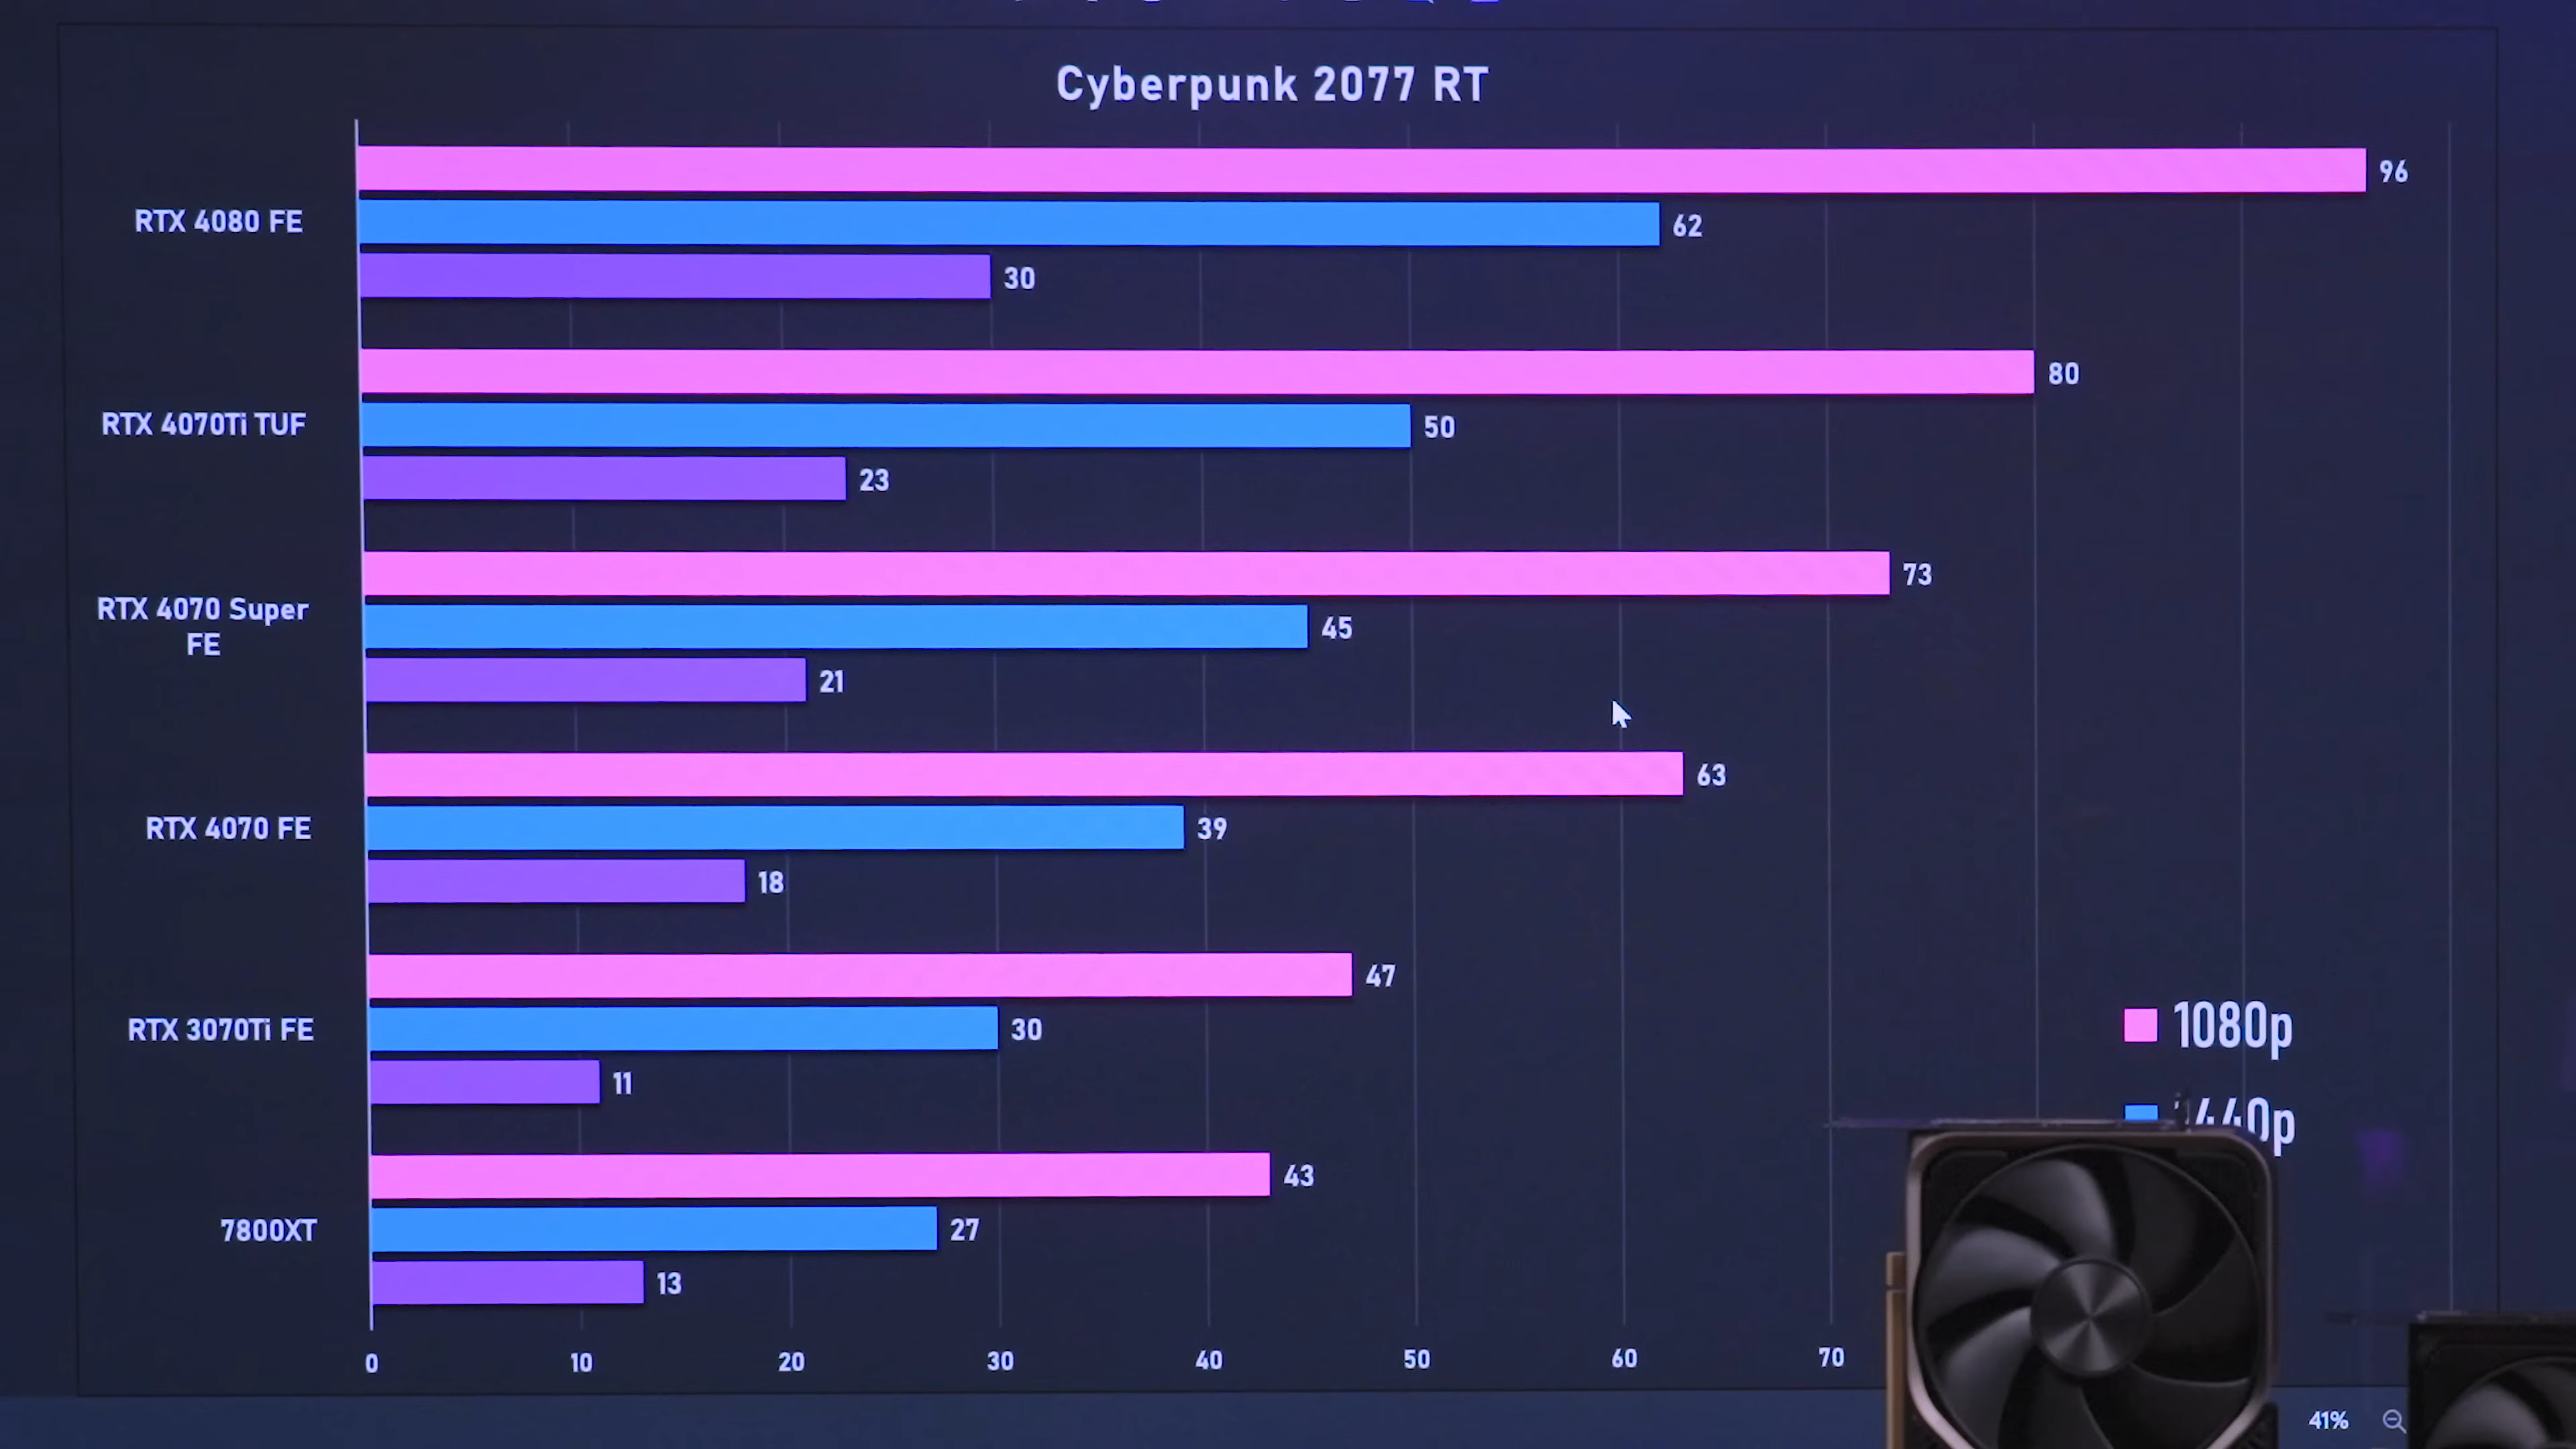 Cyberpunk 2077 RT
96
RTX 4080 FE
62
30
80
RTX 4070Ti TUF
50
23
73
RTX 4070 Super
FE
45
21
63
RTX 4070 FE
39
18
47
RTX 3070Ti FE
30
11
1080p
43
7800XT
27
13
0 10 20 30 40 50 60 70
41%